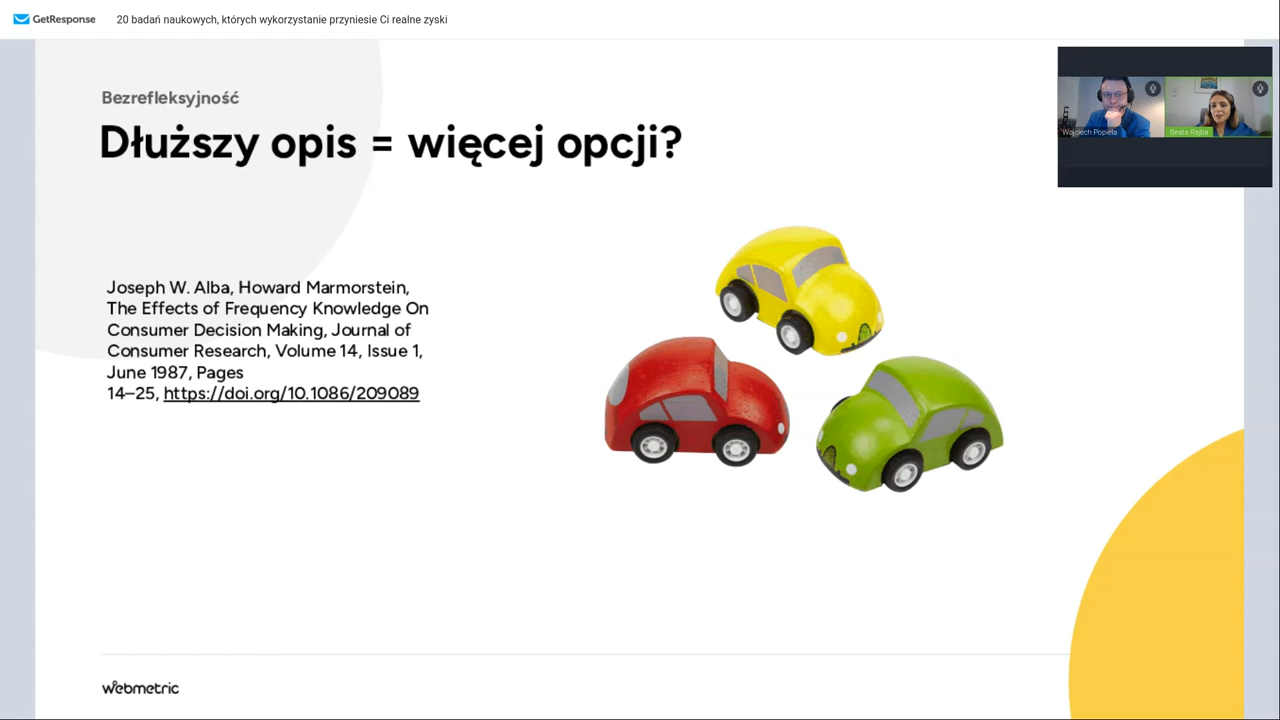 GetResponse
20 badań naukowych, których wykorzystanie przyniesie Ci realne zyski
Wojciech Popiela
Beata Rajba
Bezrefleksyjność
Dłuższy opis = więcej opcji?
Joseph W. Alba, Howard Marmorstein,
The Effects of Frequency Knowledge On
Consumer Decision Making, Journal of
Consumer Research, Volume 14, Issue 1,
June 1987, Pages
14–25, https://doi.org/10.1086/209089
webmetric